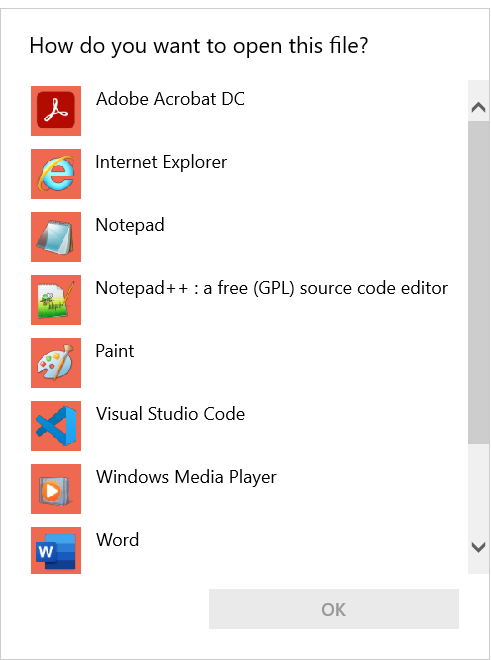 How do you want to open this file?
Adobe Acrobat DC
Internet Explorer
Notepad
Notepad++ : a free (GPL) source code editor
Paint
Visual Studio Code
Windows Media Player
W
Word
OK